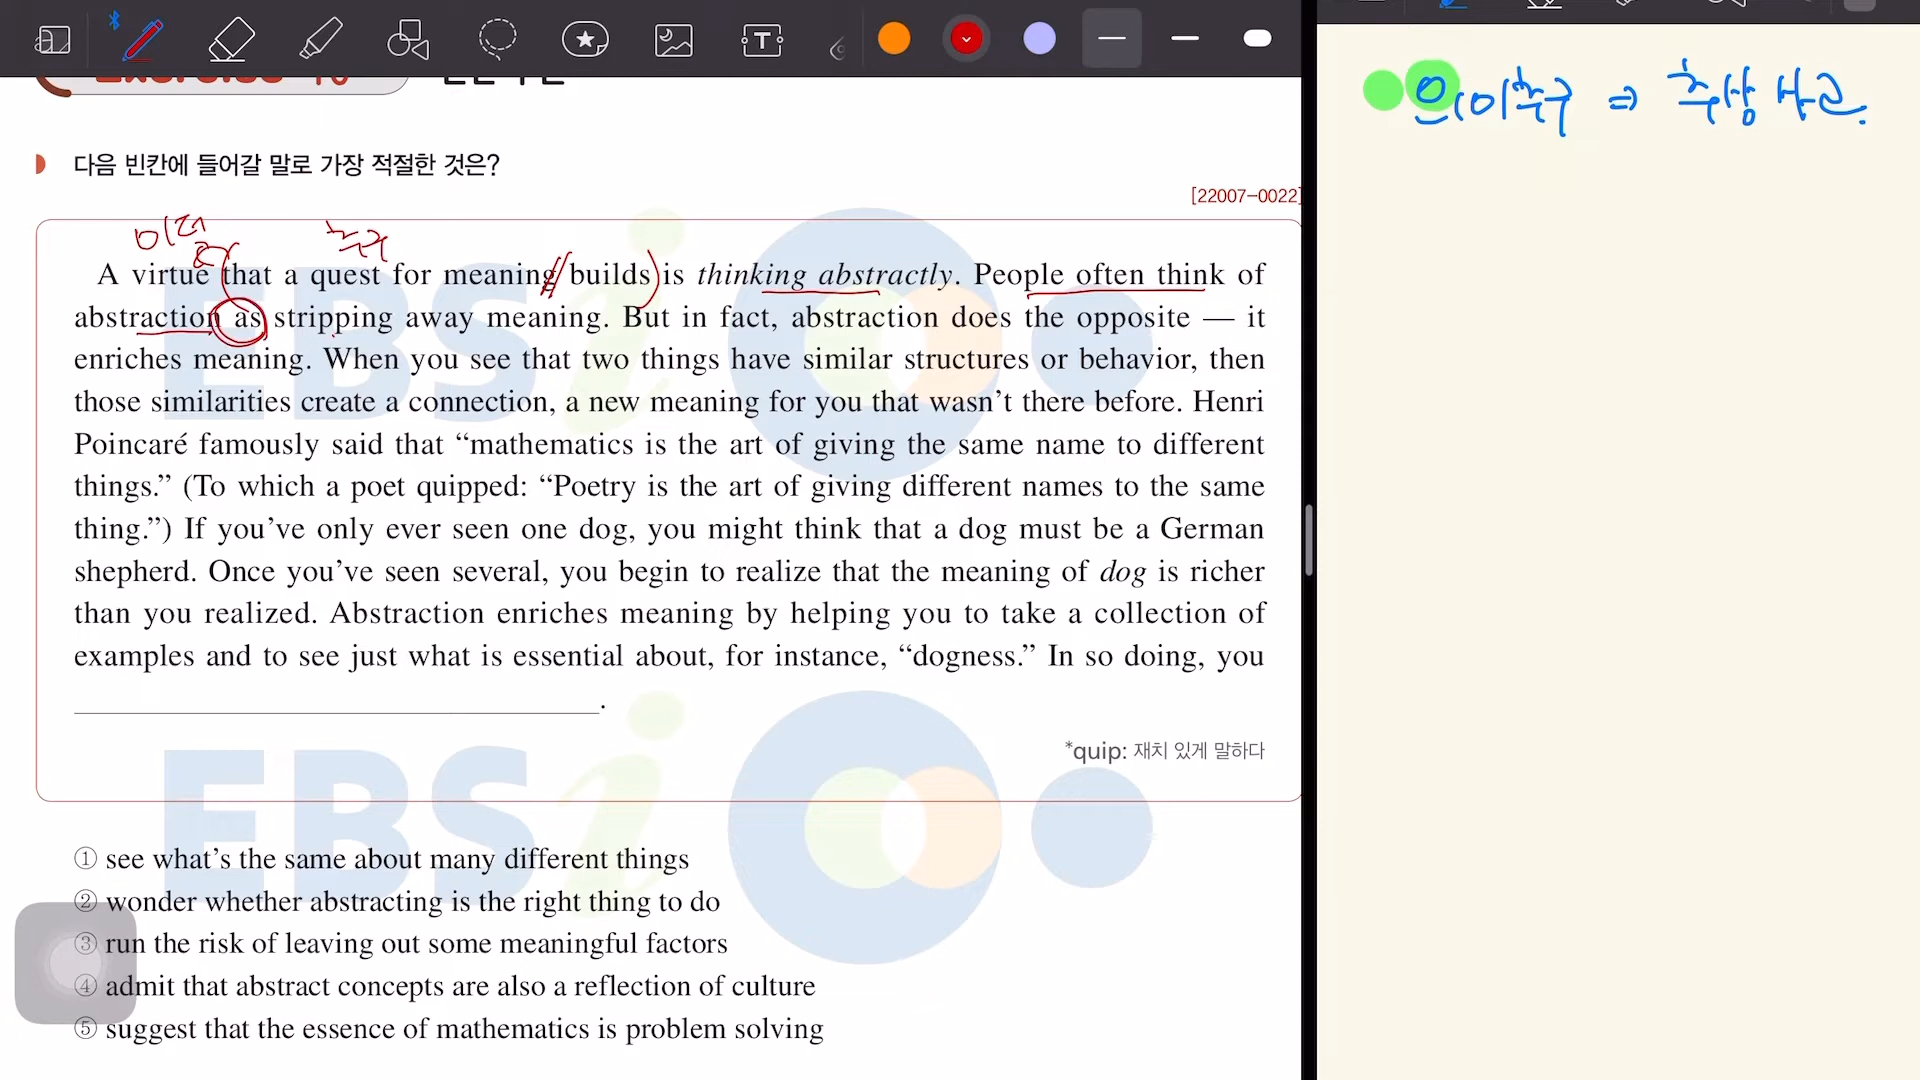 다음 빈칸에 들어갈 말로 가장 적절한 것은?
[22007-0022]
미덕
추구
A virtue that a quest for meaning builds is thinking abstractly. People often think of
abstraction as stripping away meaning. But in fact, abstraction does the opposite — it
enriches meaning. When you see that two things have similar structures or behavior, then
those similarities create a connection, a new meaning for you that wasn’t there before. Henri
Poincaré famously said that “mathematics is the art of giving the same name to different
things.” (To which a poet quipped: “Poetry is the art of giving different names to the same
thing.”) If you’ve only ever seen one dog, you might think that a dog must be a German
shepherd. Once you’ve seen several, you begin to realize that the meaning of dog is richer
than you realized. Abstraction enriches meaning by helping you to take a collection of
examples and to see just what is essential about, for instance, “dogness.” In so doing, you
.
*quip: 재치 있게 말하다
EBSi
EBSi
① see what’s the same about many different things
② wonder whether abstracting is the right thing to do
③ run the risk of leaving out some meaningful factors
④ admit that abstract concepts are also a reflection of culture
⑤ suggest that the essence of mathematics is problem solving
의미추구 ⇒ 추상 사고.